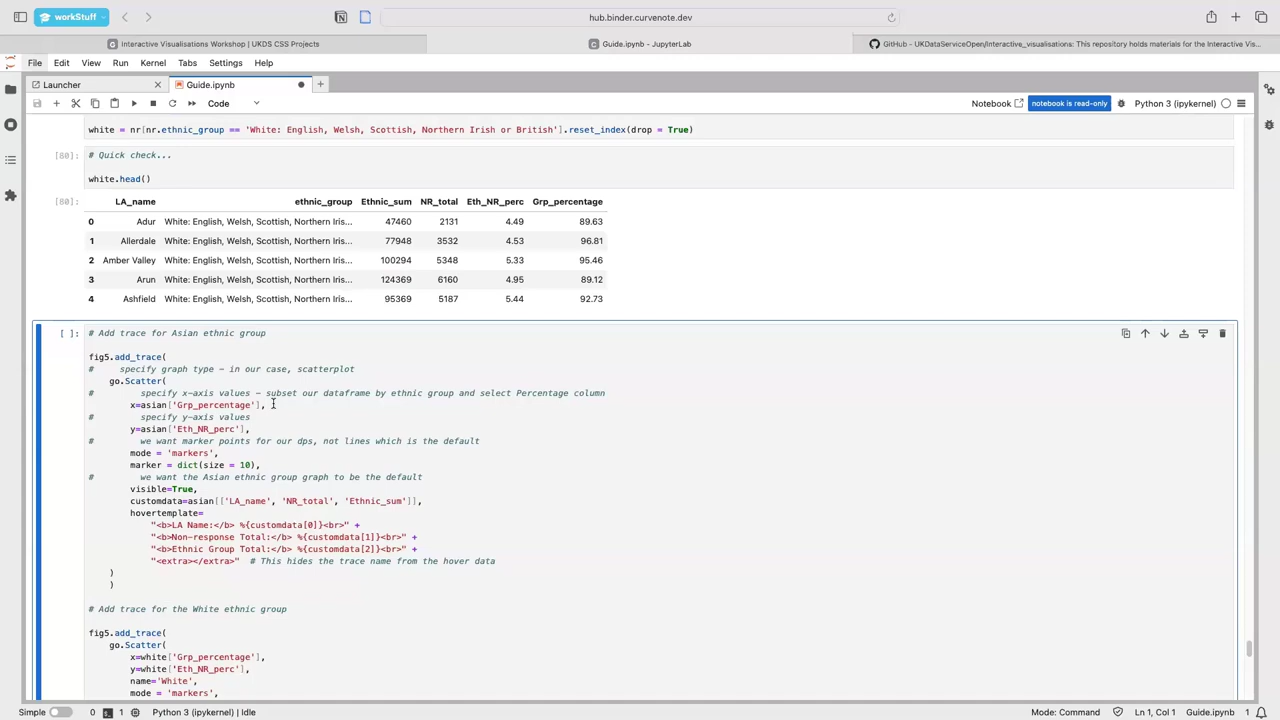 workStuff
hub.binder.curvenote.dev
Interactive Visualisations Workshop | UKDS CSS Projects
Guide.ipynb - JupyterLab
GitHub - UKDataServiceOpen/Interactive_visualisations: This repository holds materials for the Interactive Vis...
File Edit View Run Kernel Tabs Settings Help
Launcher
Guide.ipynb
Code
Notebook
notebook is read-only
Python 3 (ipykernel)
white = nr[nr.ethnic_group == 'White: English, Welsh, Scottish, Northern Irish or British'].reset_index(drop = True)
[80]: # Quick check...
white.head()
[80]: LA_name ethnic_group Ethnic_sum NR_total Eth_NR_perc Grp_percentage
0 Adur White: English, Welsh, Scottish, Northern Iris... 47460 2131 4.49 89.63
1 Allerdale White: English, Welsh, Scottish, Northern Iris... 77948 3532 4.53 96.81
2 Amber Valley White: English, Welsh, Scottish, Northern Iris... 100294 5348 5.33 95.46
3 Arun White: English, Welsh, Scottish, Northern Iris... 124369 6160 4.95 89.12
4 Ashfield White: English, Welsh, Scottish, Northern Iris... 95369 5187 5.44 92.73
[ ]: # Add trace for Asian ethnic group
fig5.add_trace(
# specify graph type - in our case, scatterplot
go.Scatter(
# specify x-axis values - subset our dataframe by ethnic group and select Percentage column
x=asian['Grp_percentage'],
# specify y-axis values
y=asian['Eth_NR_perc'],
# we want marker points for our dps, not lines which is the default
mode = 'markers',
marker = dict(size = 10),
# we want the Asian ethnic group graph to be the default
visible=True,
customdata=asian[['LA_name', 'NR_total', 'Ethnic_sum']],
hovertemplate=
"<b>LA Name:</b> %{customdata[0]}<br>" +
"<b>Non-response Total:</b> %{customdata[1]}<br>" +
"<b>Ethnic Group Total:</b> %{customdata[2]}<br>" +
"<extra></extra>" # This hides the trace name from the hover data
)
)
# Add trace for the White ethnic group
fig5.add_trace(
go.Scatter(
x=white['Grp_percentage'],
y=white['Eth_NR_perc'],
name='White',
mode = 'markers',
Simple 0 1 Python 3 (ipykernel) | Idle
Mode: Command Ln 1, Col 1 Guide.ipynb 1